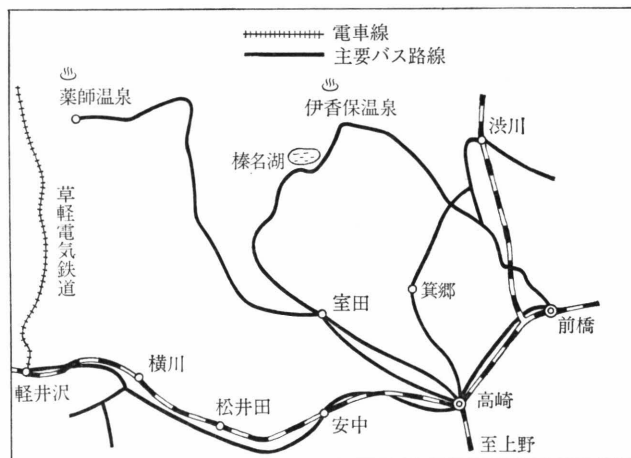 電車線
主要バス路線
薬師温泉
伊香保温泉
渋川
榛名湖
草軽電気鉄道
箕郷
室田
前橋
軽井沢
横川
松井田
安中
高崎
至上野